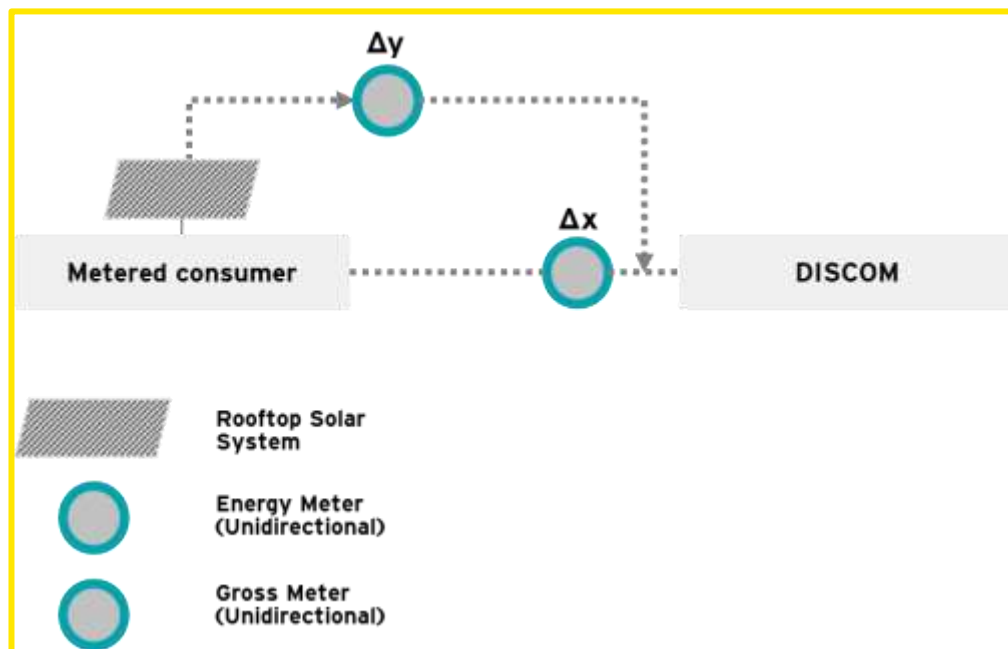 Δy
Δx
Metered consumer
DISCOM
Rooftop Solar
System
Energy Meter
(Unidirectional)
Gross Meter
(Unidirectional)